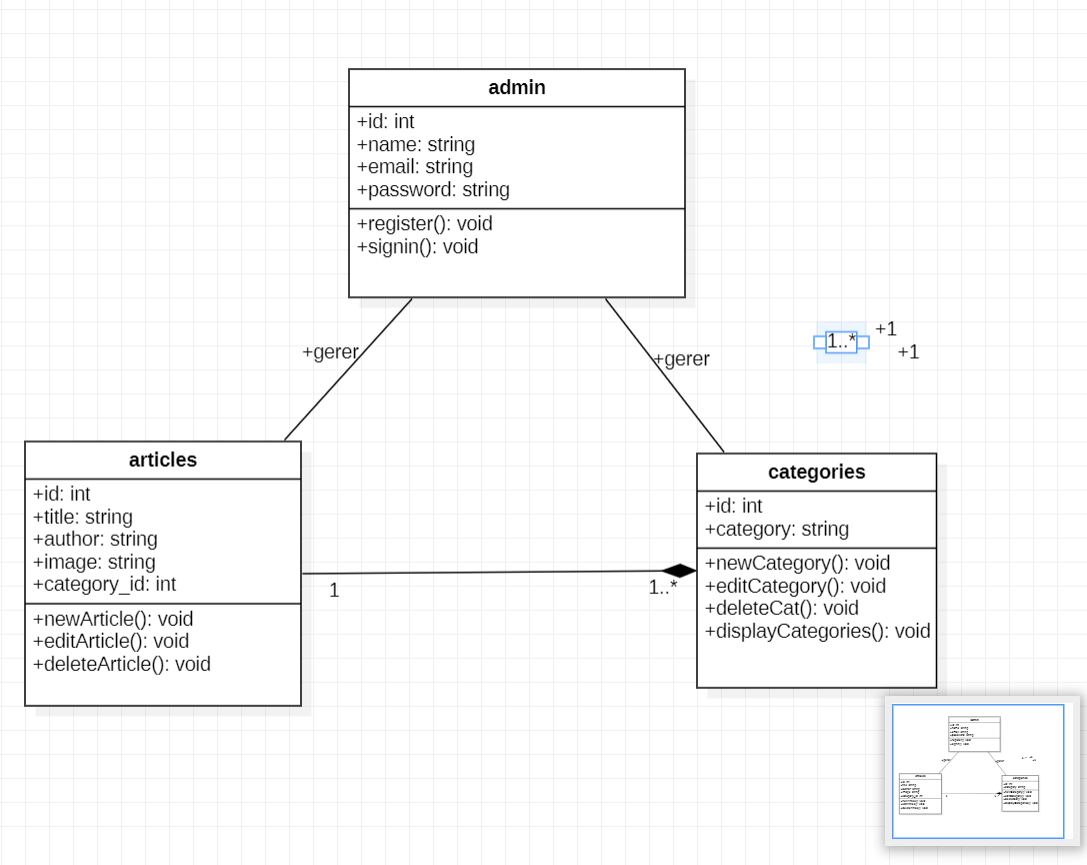 admin
+id: int
+name: string
+email: string
+password: string
+register(): void
+signin(): void
+gerer
+gerer
1..*
+1
+1
articles
+id: int
+title: string
+author: string
+image: string
+category_id: int
+newArticle(): void
+editArticle(): void
+deleteArticle(): void
1
1..*
categories
+id: int
+category: string
+newCategory(): void
+editCategory(): void
+deleteCat(): void
+displayCategories(): void